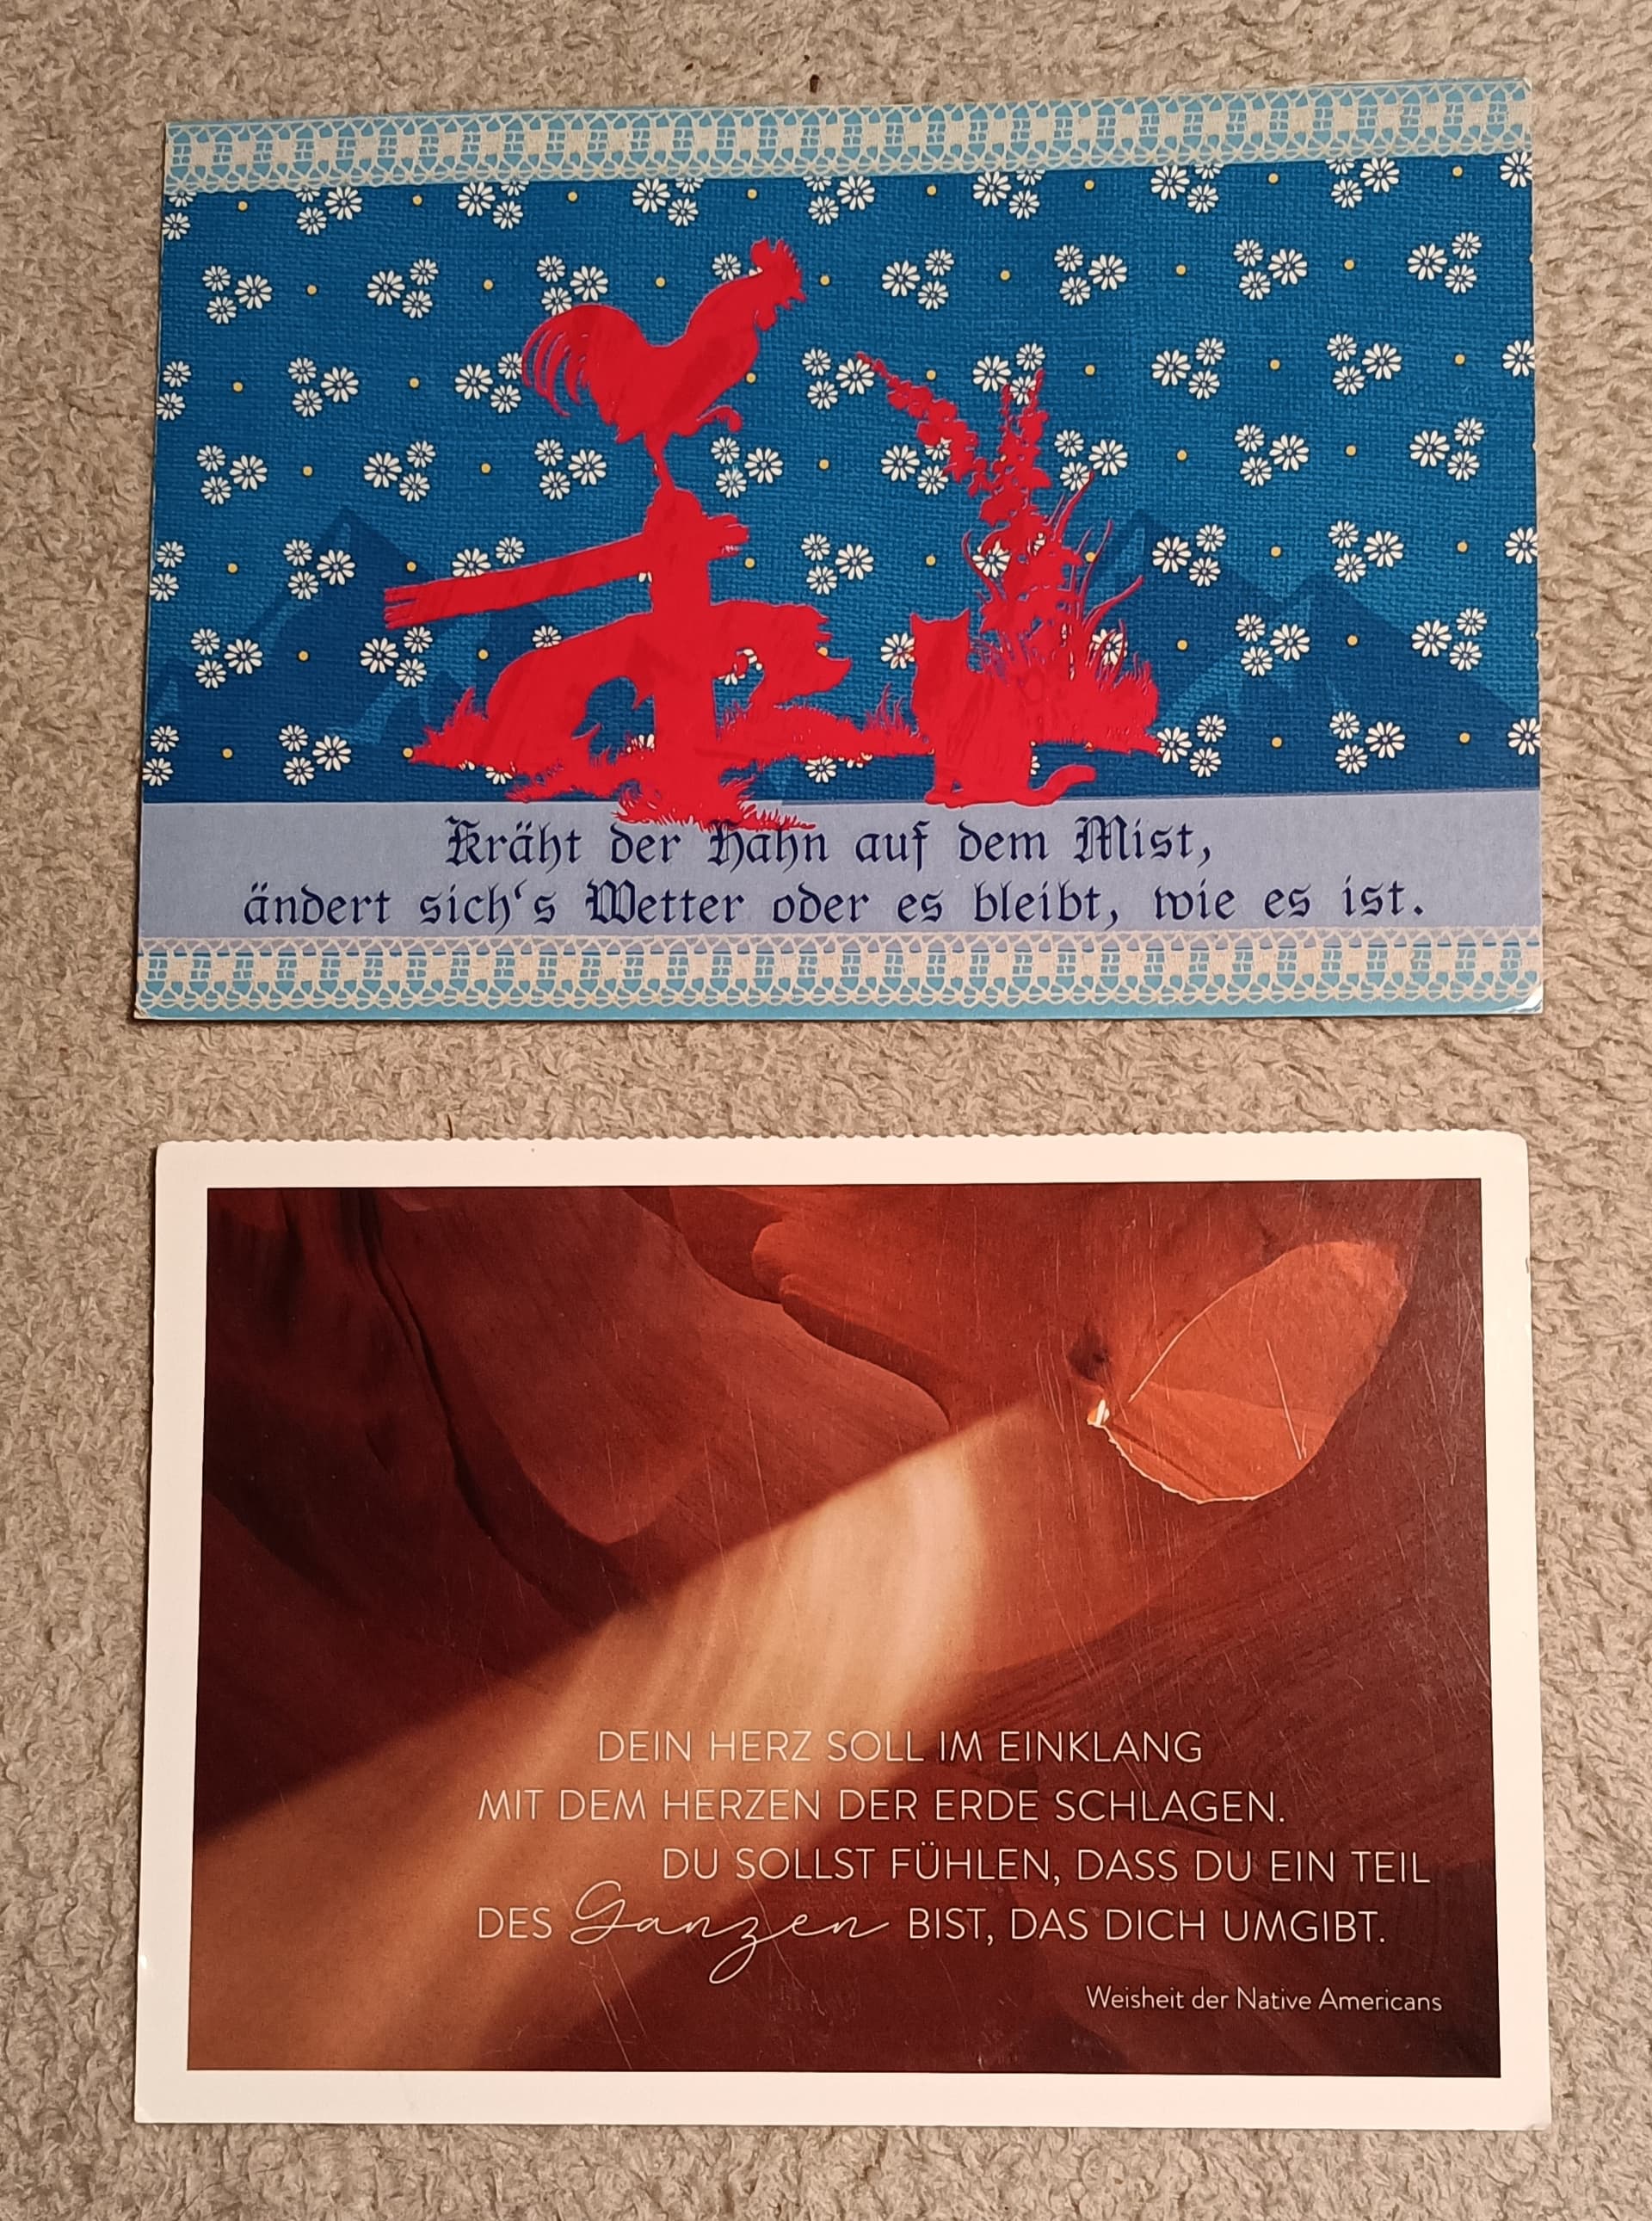 Kräht der Hahn auf dem Mist,
ändert sich's Wetter oder es bleibt, wie es ist.
DEIN HERZ SOLL IM EINKLANG
MIT DEM HERZEN DER ERDE SCHLAGEN.
DU SOLLST FÜHLEN, DASS DU EIN TEIL
DES Ganzen BIST, DAS DICH UMGIBT.
Weisheit der Native Americans